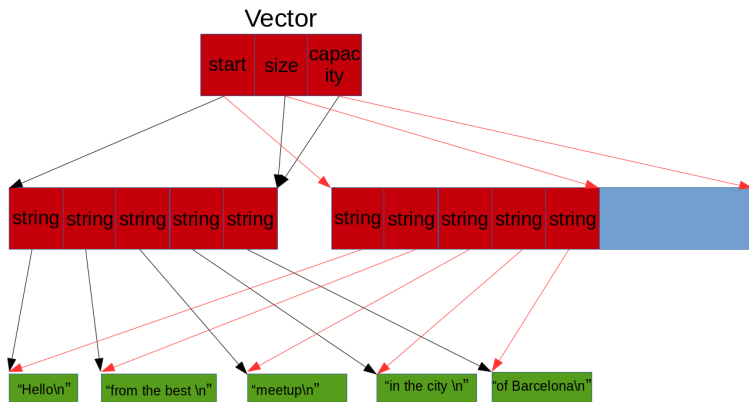 Vector
start size capac
ity
string string string string string string string string string string
“Hello\n” “from the best \n” “meetup\n” “in the city \n” “of Barcelona\n”